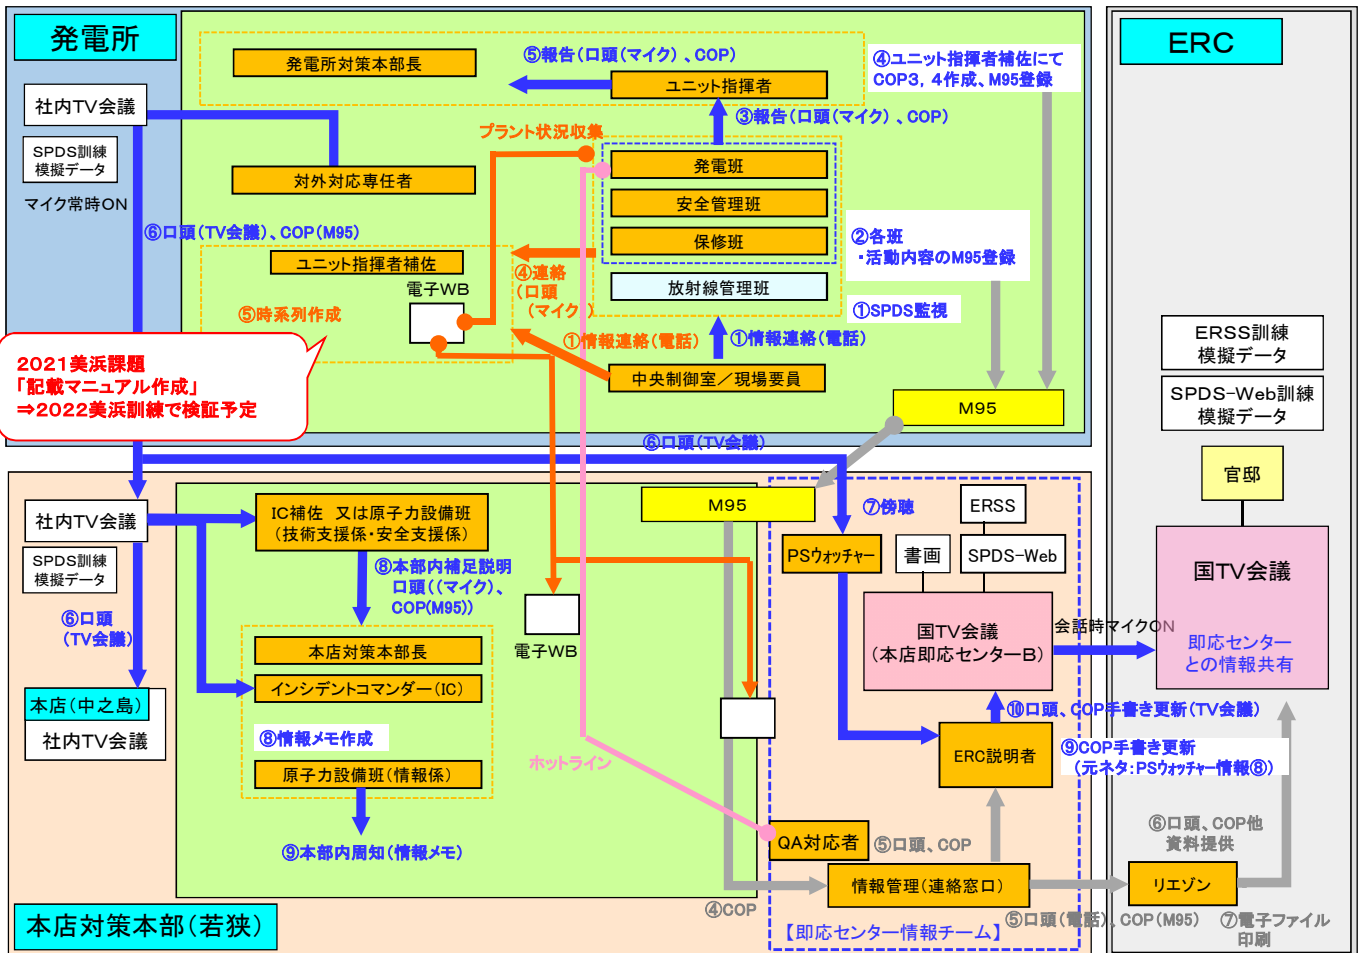 発電所
社内TV会議
SPDS訓練
模擬データ
マイク常時ON
発電所対策本部長
⑤報告(口頭(マイク)、COP)
ユニット指揮者
④ユニット指揮者補佐にて
COP3, 4作成、M95登録
③報告(口頭(マイク)、COP)
プラント状況収集
対外対応専任者
発電班
安全管理班
保修班
放射線管理班
②各班
・活動内容のM95登録
①SPDS監視
⑥口頭(TV会議)、COP(M95)
ユニット指揮者補佐
電子WB
⑤時系列作成
④連絡
(口頭
(マイク))
①情報連絡(電話)
①情報連絡(電話)
中央制御室/現場要員
M95
2021美浜課題
「記載マニュアル作成」
⇒2022美浜訓練で検証予定
⑥口頭(TV会議)
ERC
ERSS訓練
模擬データ
SPDS-Web訓練
模擬データ
官邸
国TV会議
即応センター
との情報共有
社内TV会議
SPDS訓練
模擬データ
⑥口頭
(TV会議)
本店(中之島)
社内TV会議
IC補佐 又は原子力設備班
(技術支援係・安全支援係)
⑧本部内補足説明
口頭((マイク)、
COP(M95))
本店対策本部長
インシデントコマンダー(IC)
⑧情報メモ作成
原子力設備班(情報係)
⑨本部内周知(情報メモ)
電子WB
ホットライン
M95
⑦傍聴
PSウォッチャー
書画
ERSS
SPDS-Web
国TV会議
(本店即応センターB)
会話時マイクON
⑩口頭、COP手書き更新(TV会議)
ERC説明者
⑨COP手書き更新
(元ネタ:PSウォッチャー情報⑧)
QA対応者
⑤口頭、COP
情報管理(連絡窓口)
④COP
⑤口頭(電話)、COP(M95)
【即応センター情報チーム】
⑥口頭、COP他
資料提供
リエゾン
⑦電子ファイル
印刷
本店対策本部(若狭)